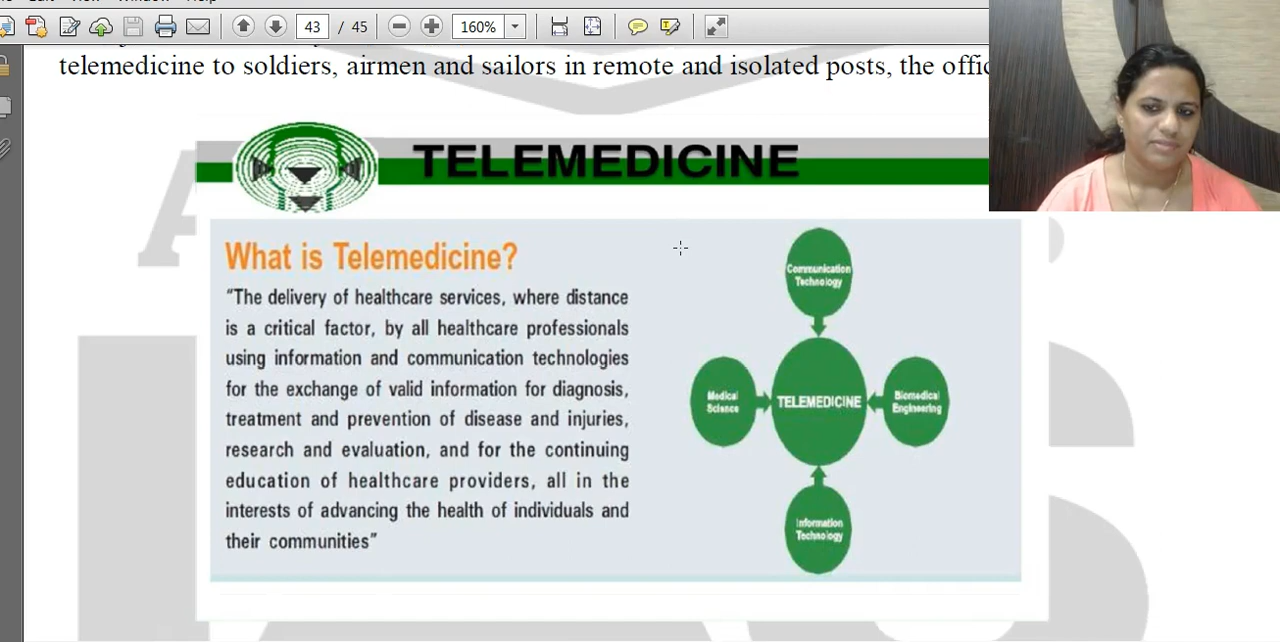 43 / 45
160%
telemedicine to soldiers, airmen and sailors in remote and isolated posts, the offic
TELEMEDICINE
What is Telemedicine?
“The delivery of healthcare services, where distance
is a critical factor, by all healthcare professionals
using information and communication technologies
for the exchange of valid information for diagnosis,
treatment and prevention of disease and injuries,
research and evaluation, and for the continuing
education of healthcare providers, all in the
interests of advancing the health of individuals and
their communities”
Communication
Technology
Medical
Science
TELEMEDICINE
Biomedical
Engineering
Information
Technology